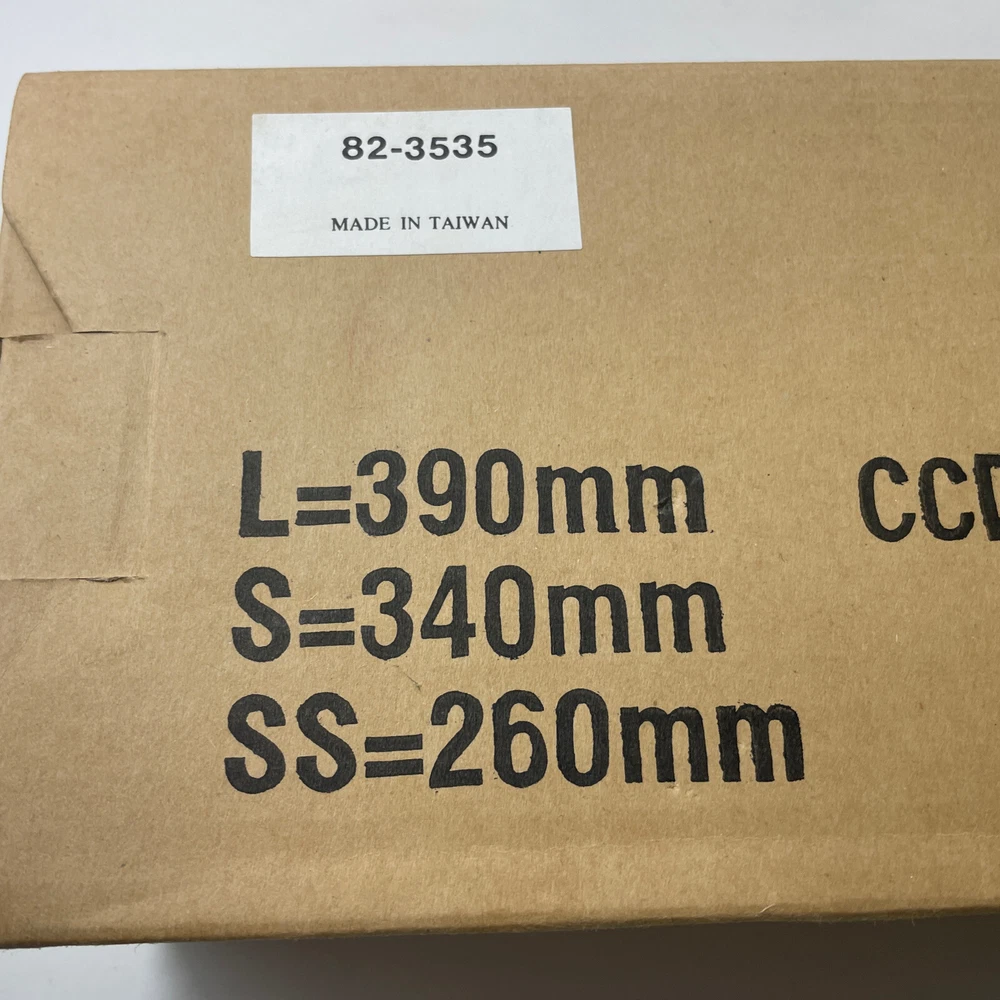 82-3535
MADE IN TAIWAN
L=390mm CCD
S=340mm
SS=260mm